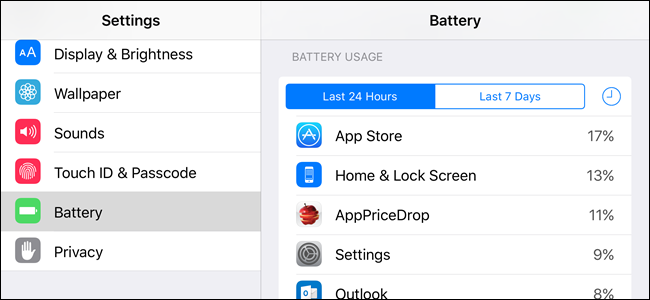 Settings
Display & Brightness
Wallpaper
Sounds
Touch ID & Passcode
Battery
Privacy
Battery
BATTERY USAGE
Last 24 Hours
Last 7 Days
App Store 17%
Home & Lock Screen 13%
AppPriceDrop 11%
Settings 9%
Outlook 8%